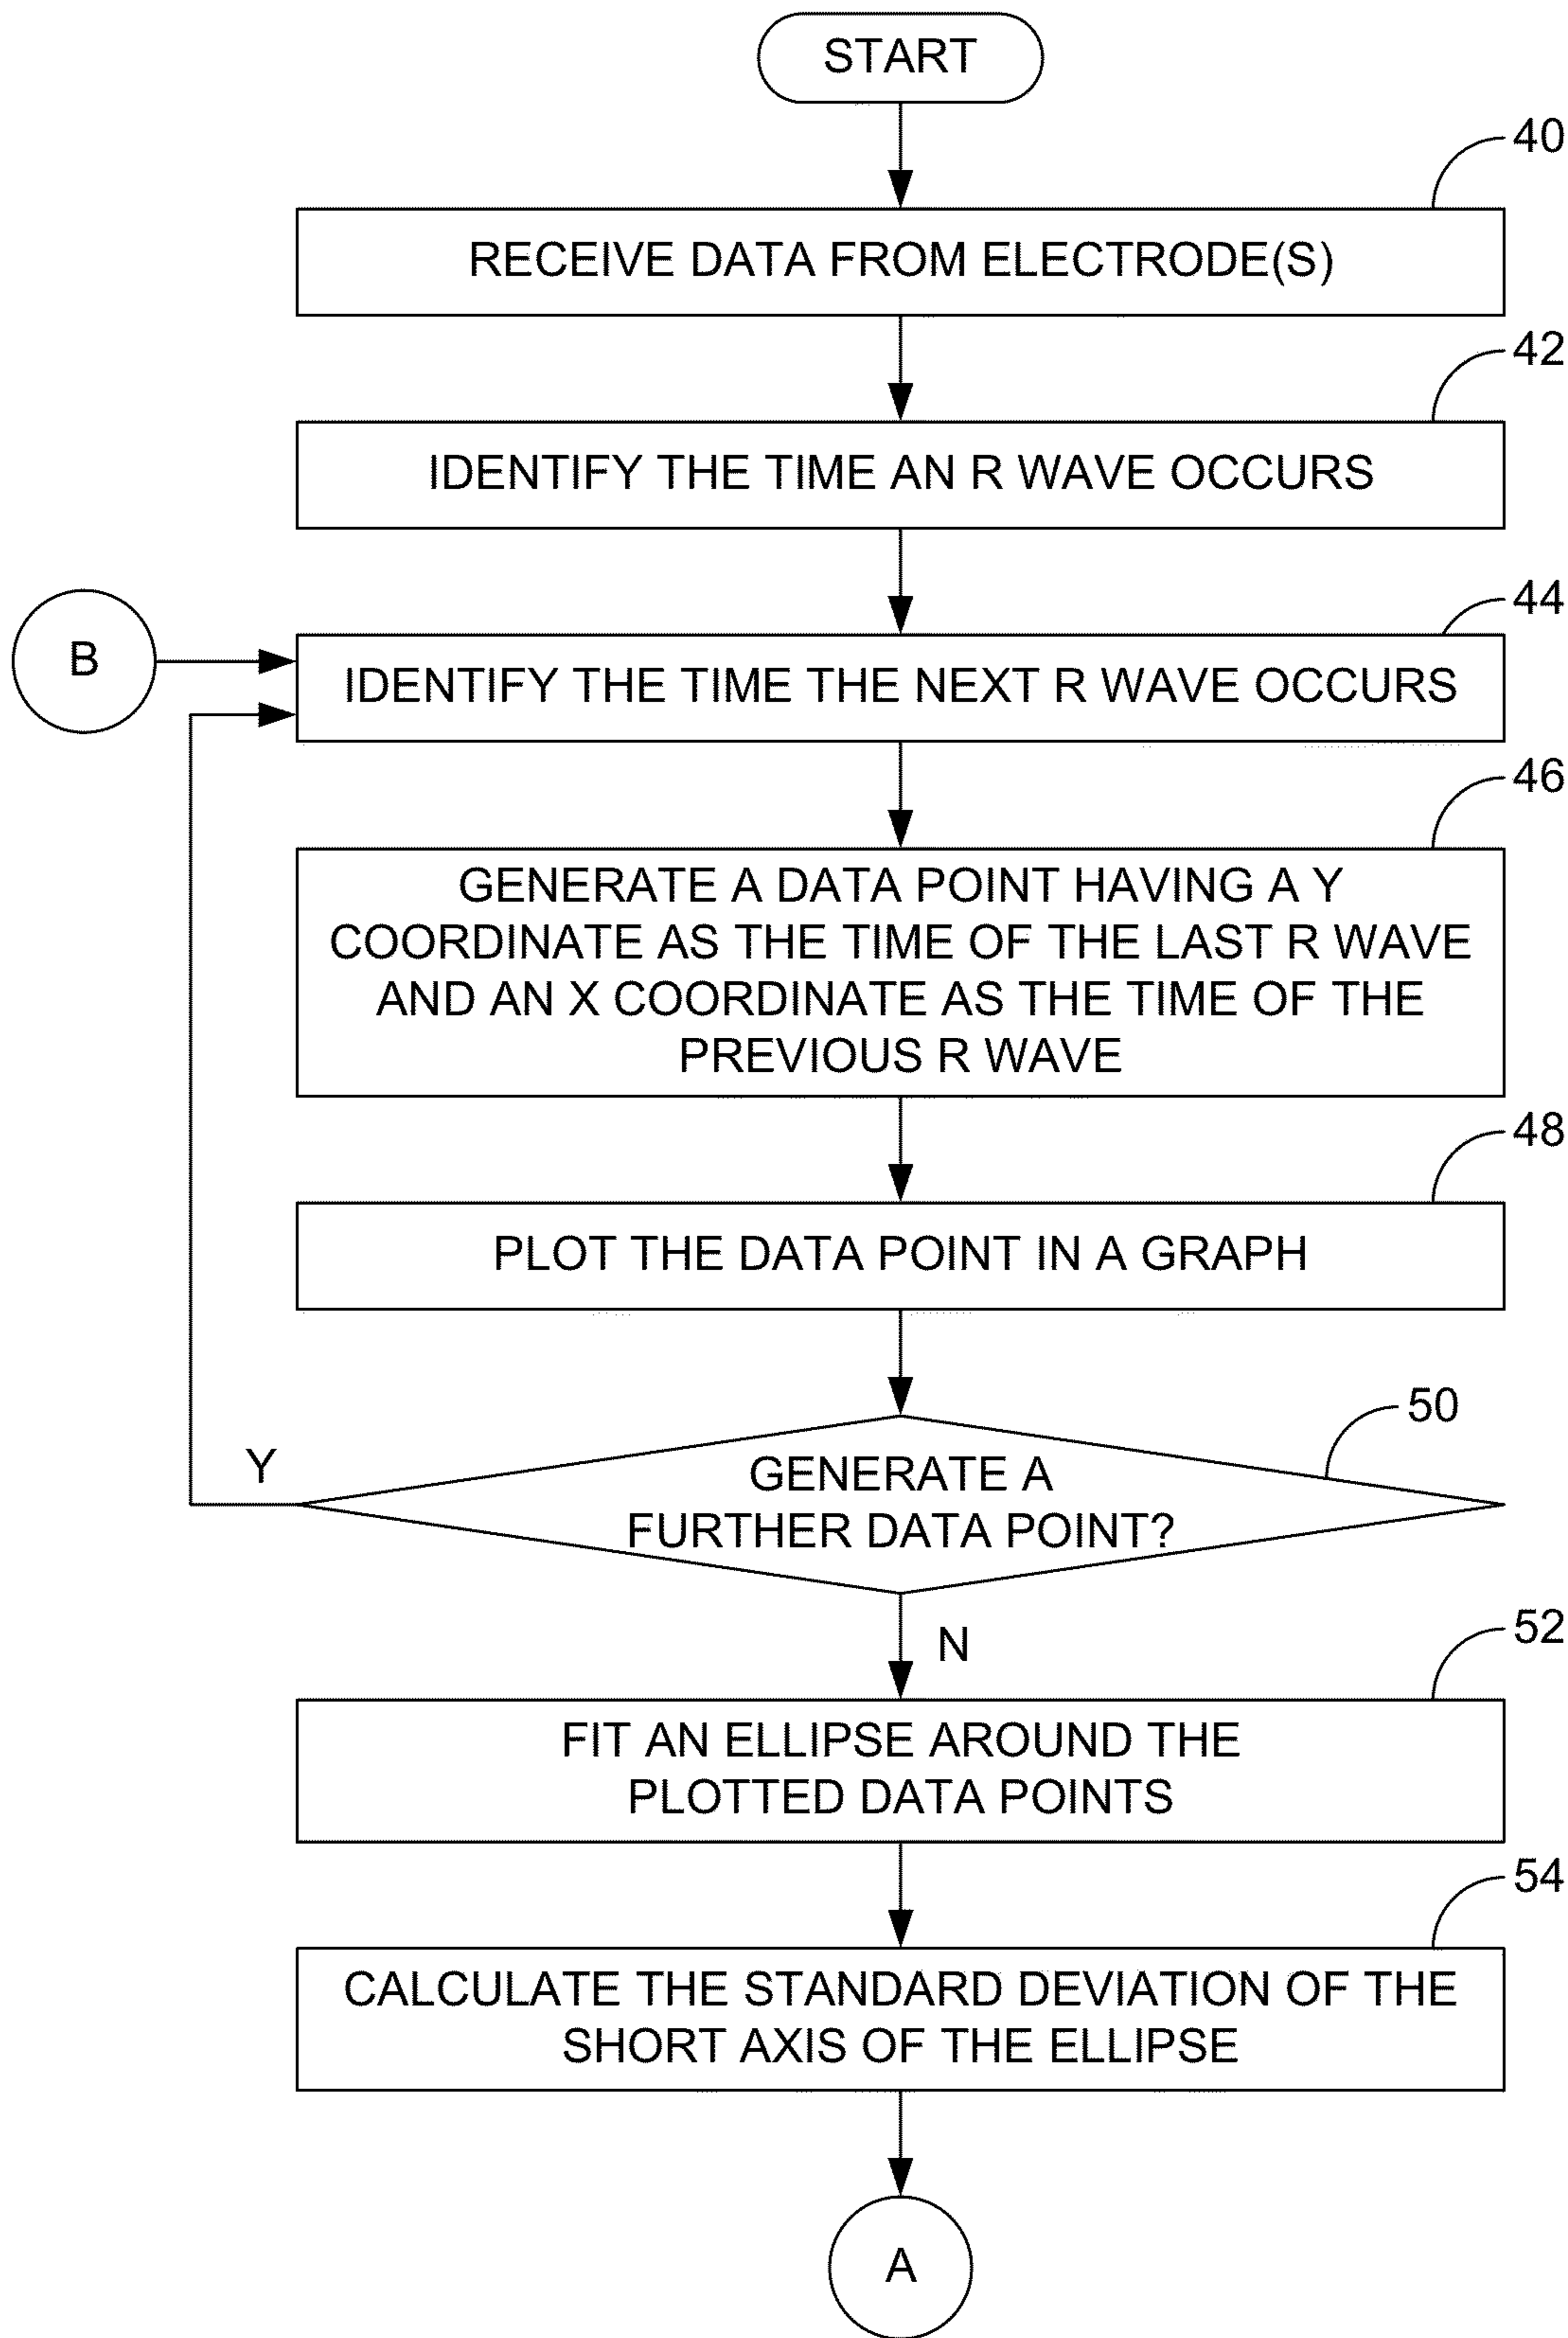 START
40
RECEIVE DATA FROM ELECTRODE(S)
42
IDENTIFY THE TIME AN R WAVE OCCURS
44
B
IDENTIFY THE TIME THE NEXT R WAVE OCCURS
46
GENERATE A DATA POINT HAVING A Y
COORDINATE AS THE TIME OF THE LAST R WAVE
AND AN X COORDINATE AS THE TIME OF THE
PREVIOUS R WAVE
48
PLOT THE DATA POINT IN A GRAPH
50
Y
GENERATE A
FURTHER DATA POINT?
N
52
FIT AN ELLIPSE AROUND THE
PLOTTED DATA POINTS
54
CALCULATE THE STANDARD DEVIATION OF THE
SHORT AXIS OF THE ELLIPSE
A